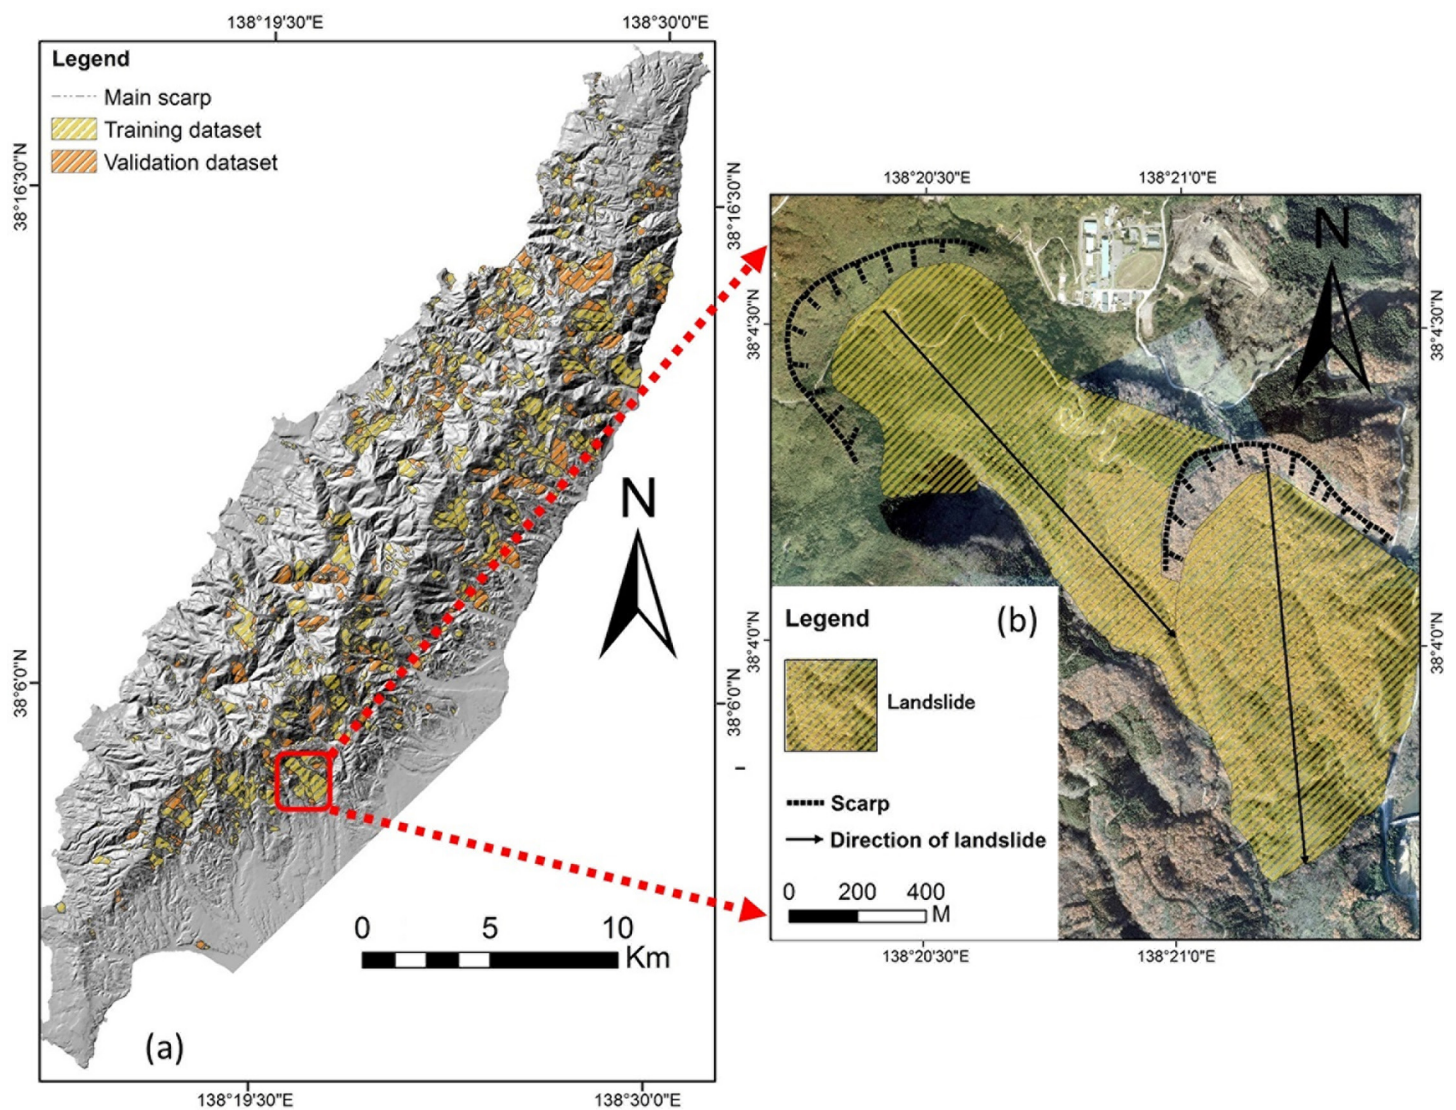 138°19'30"E
138°30'0"E
Legend
Main scarp
Training dataset
Validation dataset
38°16'30"N
38°16'30"N
38°6'0"N
38°6'0"N
N
0 5 10
Km
(a)
138°19'30"E
138°30'0"E
138°20'30"E
138°21'0"E
N
38°4'30"N
38°4'30"N
38°4'0"N
38°4'0"N
Legend
(b)
Landslide
Scarp
Direction of landslide
0 200 400
M
138°20'30"E
138°21'0"E